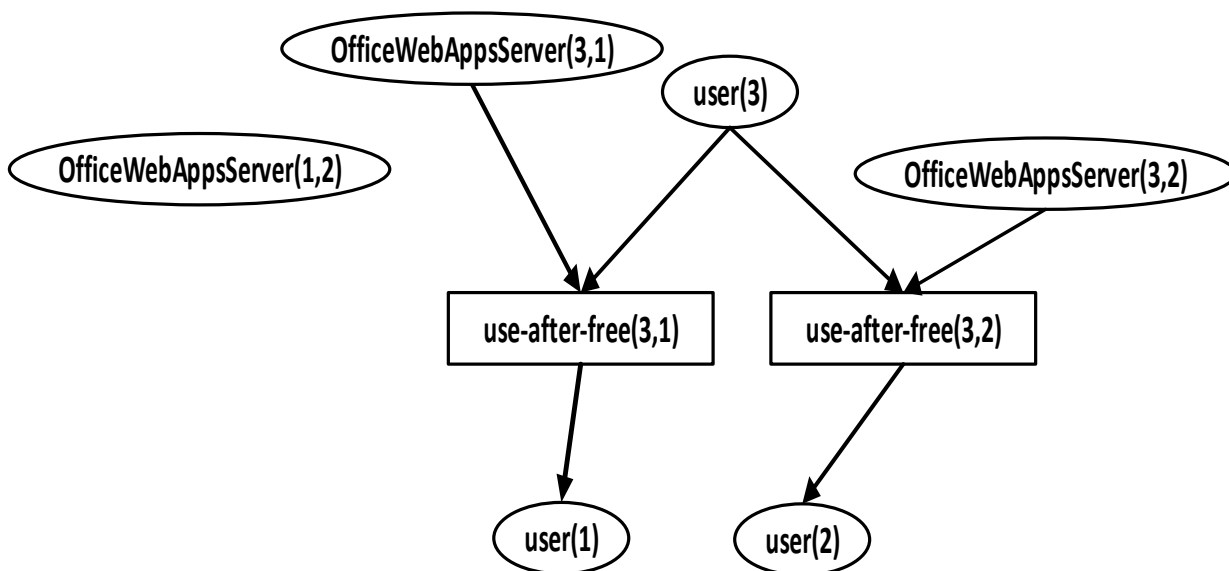 OfficeWebAppsServer(3,1)
user(3)
OfficeWebAppsServer(1,2)
OfficeWebAppsServer(3,2)
use-after-free(3,1)
use-after-free(3,2)
user(1)
user(2)